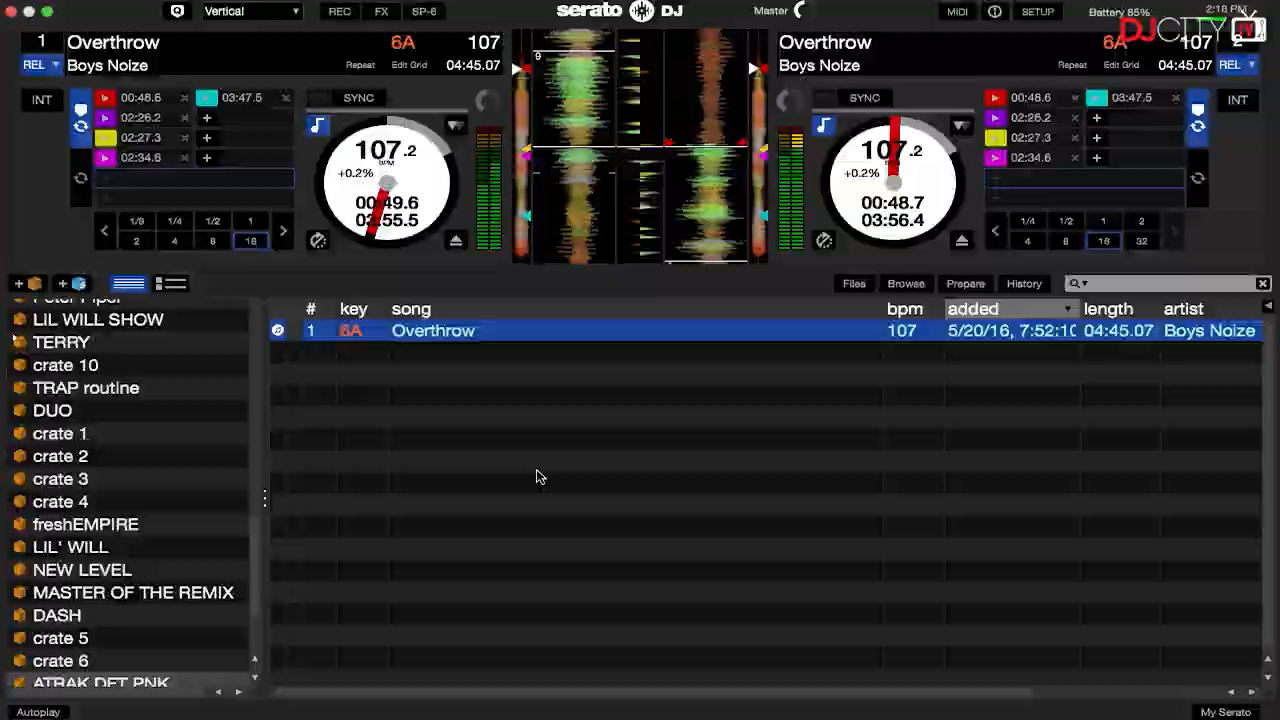 Vertical REC FX SP-6 serato DJ Master MIDI SETUP Battery 85% 2:18 PM
DJCITY TV
1 Overthrow 6A 107
REL Boys Noize Repeat Edit Grid 04:45.07
Overthrow 6A 107 2
Boys Noize Repeat Edit Grid 04:45.07 REL
INT 00:48.6 03:47.5 SYNC
02:26.2
02:27.3
02:34.6
107.2
BPM
+0.2%
00:49.6
03:55.5
1/8 1/4 1/2 1
2 4 16
9
SYNC 00:48.6 03:47.5 INT
02:26.2
02:27.3
02:34.6
107.2
+0.2%
00:48.7
03:56.4
1/4 1/2 1 2
4 8 16 32
Files Browse Prepare History
# key song bpm added length artist
1 6A Overthrow 107 5/20/16, 7:52:10 04:45.07 Boys Noize
LIL WILL SHOW
TERRY
crate 10
TRAP routine
DUO
crate 1
crate 2
crate 3
crate 4
freshEMPIRE
LIL' WILL
NEW LEVEL
MASTER OF THE REMIX
DASH
crate 5
crate 6
ATRAK DFT PNK
Autoplay My Serato